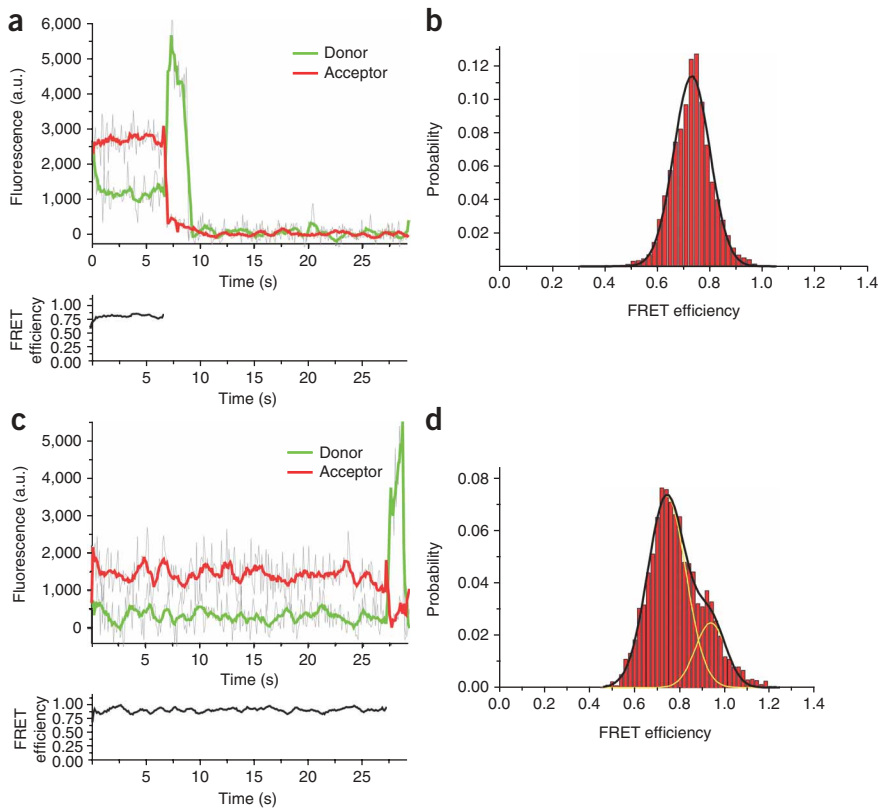 a
6,000
5,000
4,000
3,000
2,000
1,000
0
Fluorescence (a.u.)
Donor
Acceptor
0 5 10 15 20 25
Time (s)
1.00
0.75
0.50
0.25
0.00
FRET
efficiency
5 10 15 20 25
Time (s)
b
0.12
0.10
0.08
0.06
0.04
0.02
Probability
0.0 0.2 0.4 0.6 0.8 1.0 1.2 1.4
FRET efficiency
c
5,000
4,000
3,000
2,000
1,000
0
Fluorescence (a.u.)
Donor
Acceptor
5 10 15 20 25
Time (s)
1.00
0.75
0.50
0.25
0.00
FRET
efficiency
5 10 15 20 25
Time (s)
d
0.08
0.06
0.04
0.02
0.00
Probability
0.0 0.2 0.4 0.6 0.8 1.0 1.2 1.4
FRET efficiency